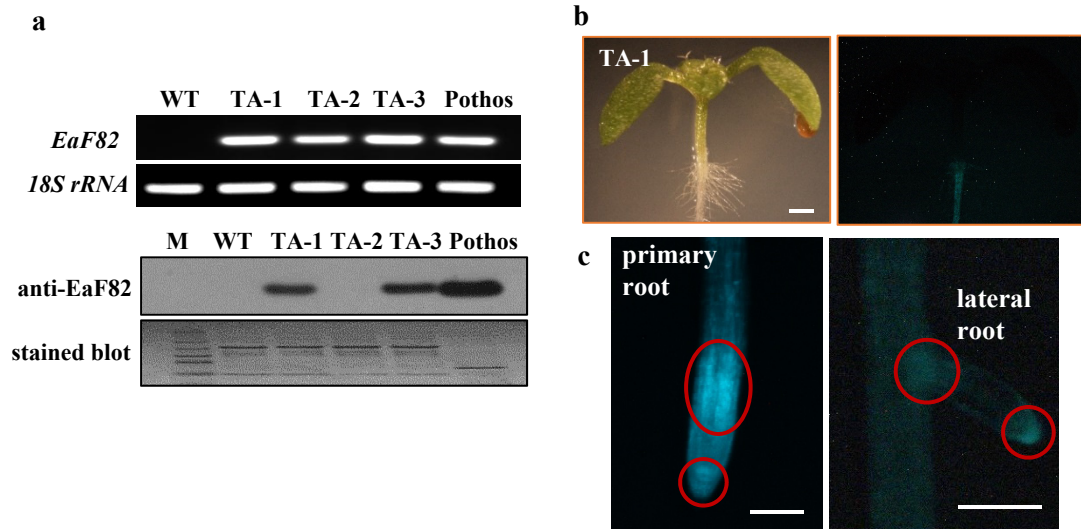 a
WT TA-1 TA-2 TA-3 Pothos
EaF82
18S rRNA
M WT TA-1 TA-2 TA-3 Pothos
anti-EaF82
stained blot
b
TA-1
c
primary
root
lateral
root